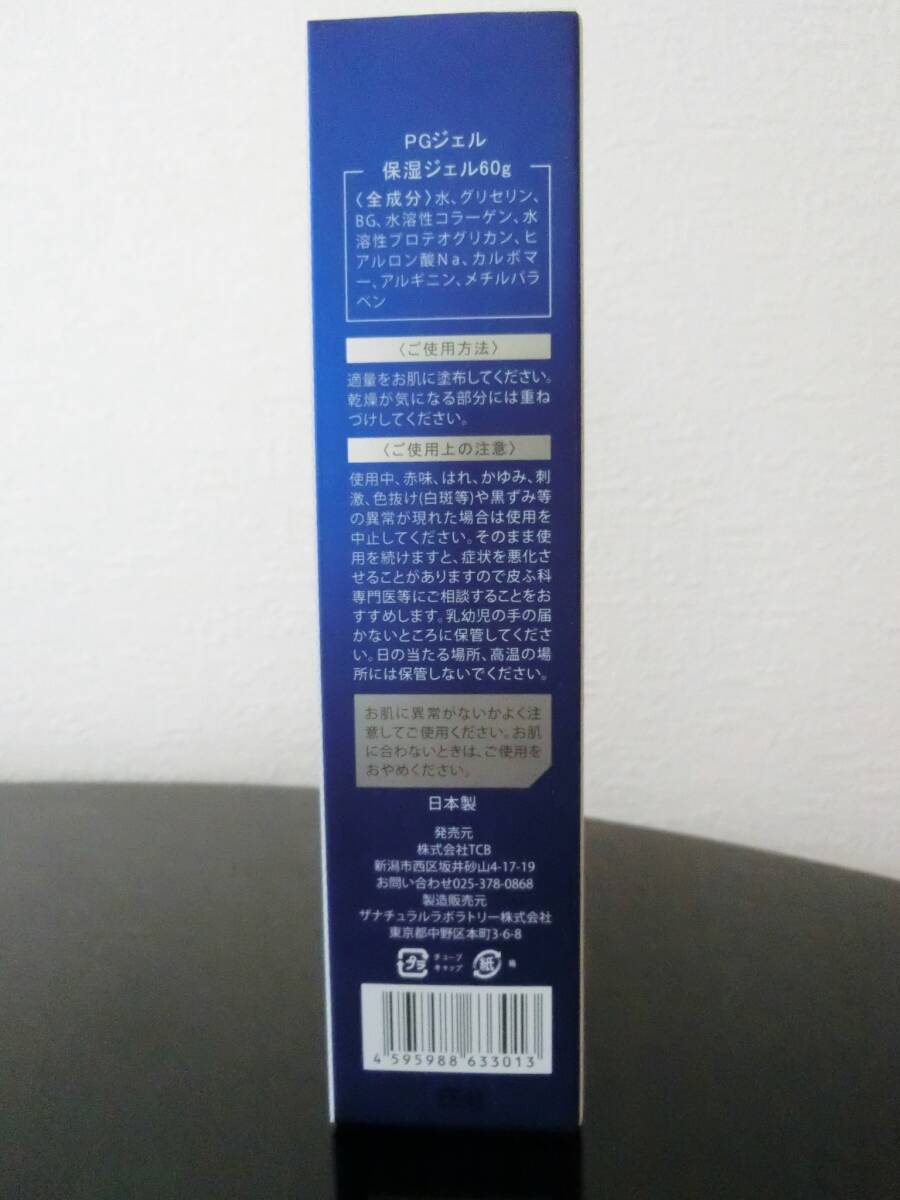 PGジェル
保湿ジェル60g
〈全成分〉水、グリセリン、
BG、水溶性コラーゲン、水
溶性プロテオグリカン、ヒ
アルロン酸Na、カルボマ
ー、アルギニン、メチルパラ
ベン
〈ご使用方法〉
適量をお肌に塗布してください。
乾燥が気になる部分には重ね
づけしてください。
〈ご使用上の注意〉
使用中、赤味、はれ、かゆみ、刺
激、色抜け(白斑等)や黒ずみ等
の異常が現れた場合は使用を
中止してください。そのまま使
用を続けますと、症状を悪化さ
せることがありますので皮ふ科
専門医等にご相談することをお
すすめします。乳幼児の手の届
かないところに保管してくださ
い。日の当たる場所、高温の場
所には保管しないでください。
お肌に異常がないかよく注
意してご使用ください。お肌
に合わないときは、ご使用を
おやめください。
日本製
発売元
株式会社TCB
新潟市西区坂井砂山4-17-19
お問い合わせ025-378-0868
製造販売元
ザナチュラルラボラトリー株式会社
東京都中野区本町3-6-8
プラ チューブ キャップ 紙 箱
4 595988 633013